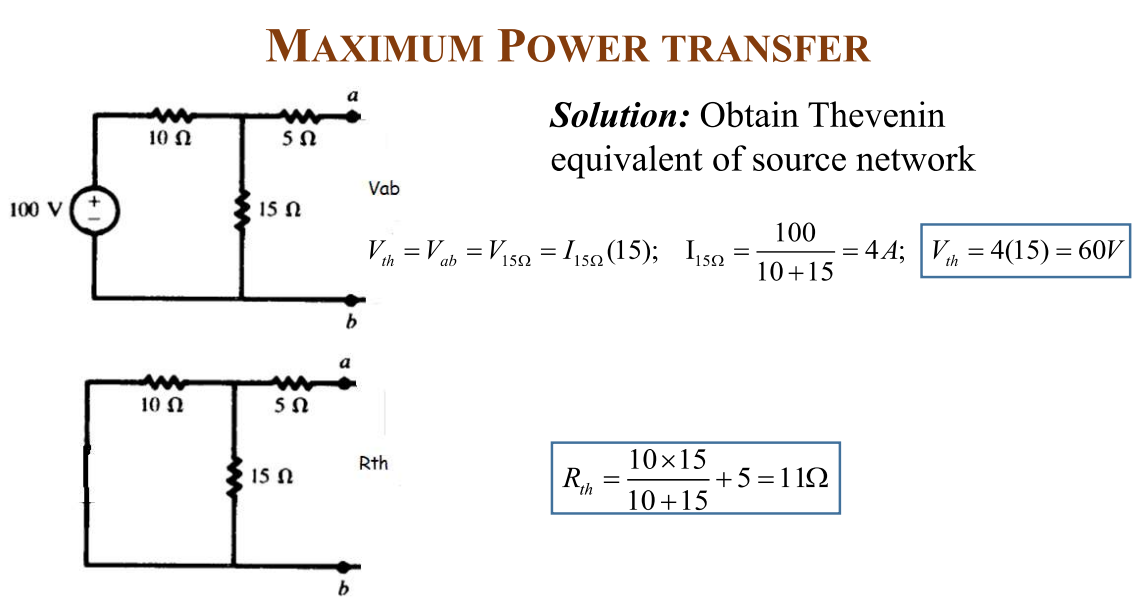 MAXIMUM POWER TRANSFER
a
10 Ω 5 Ω
Solution: Obtain Thevenin
equivalent of source network
Vab
100 V + − 15 Ω
V_th = V_ab = V_15Ω = I_15Ω (15); I_15Ω = 100 / (10 + 15) = 4 A; V_th = 4(15) = 60V
b
a
10 Ω 5 Ω
Rth
15 Ω
R_th = (10 × 15) / (10 + 15) + 5 = 11Ω
b